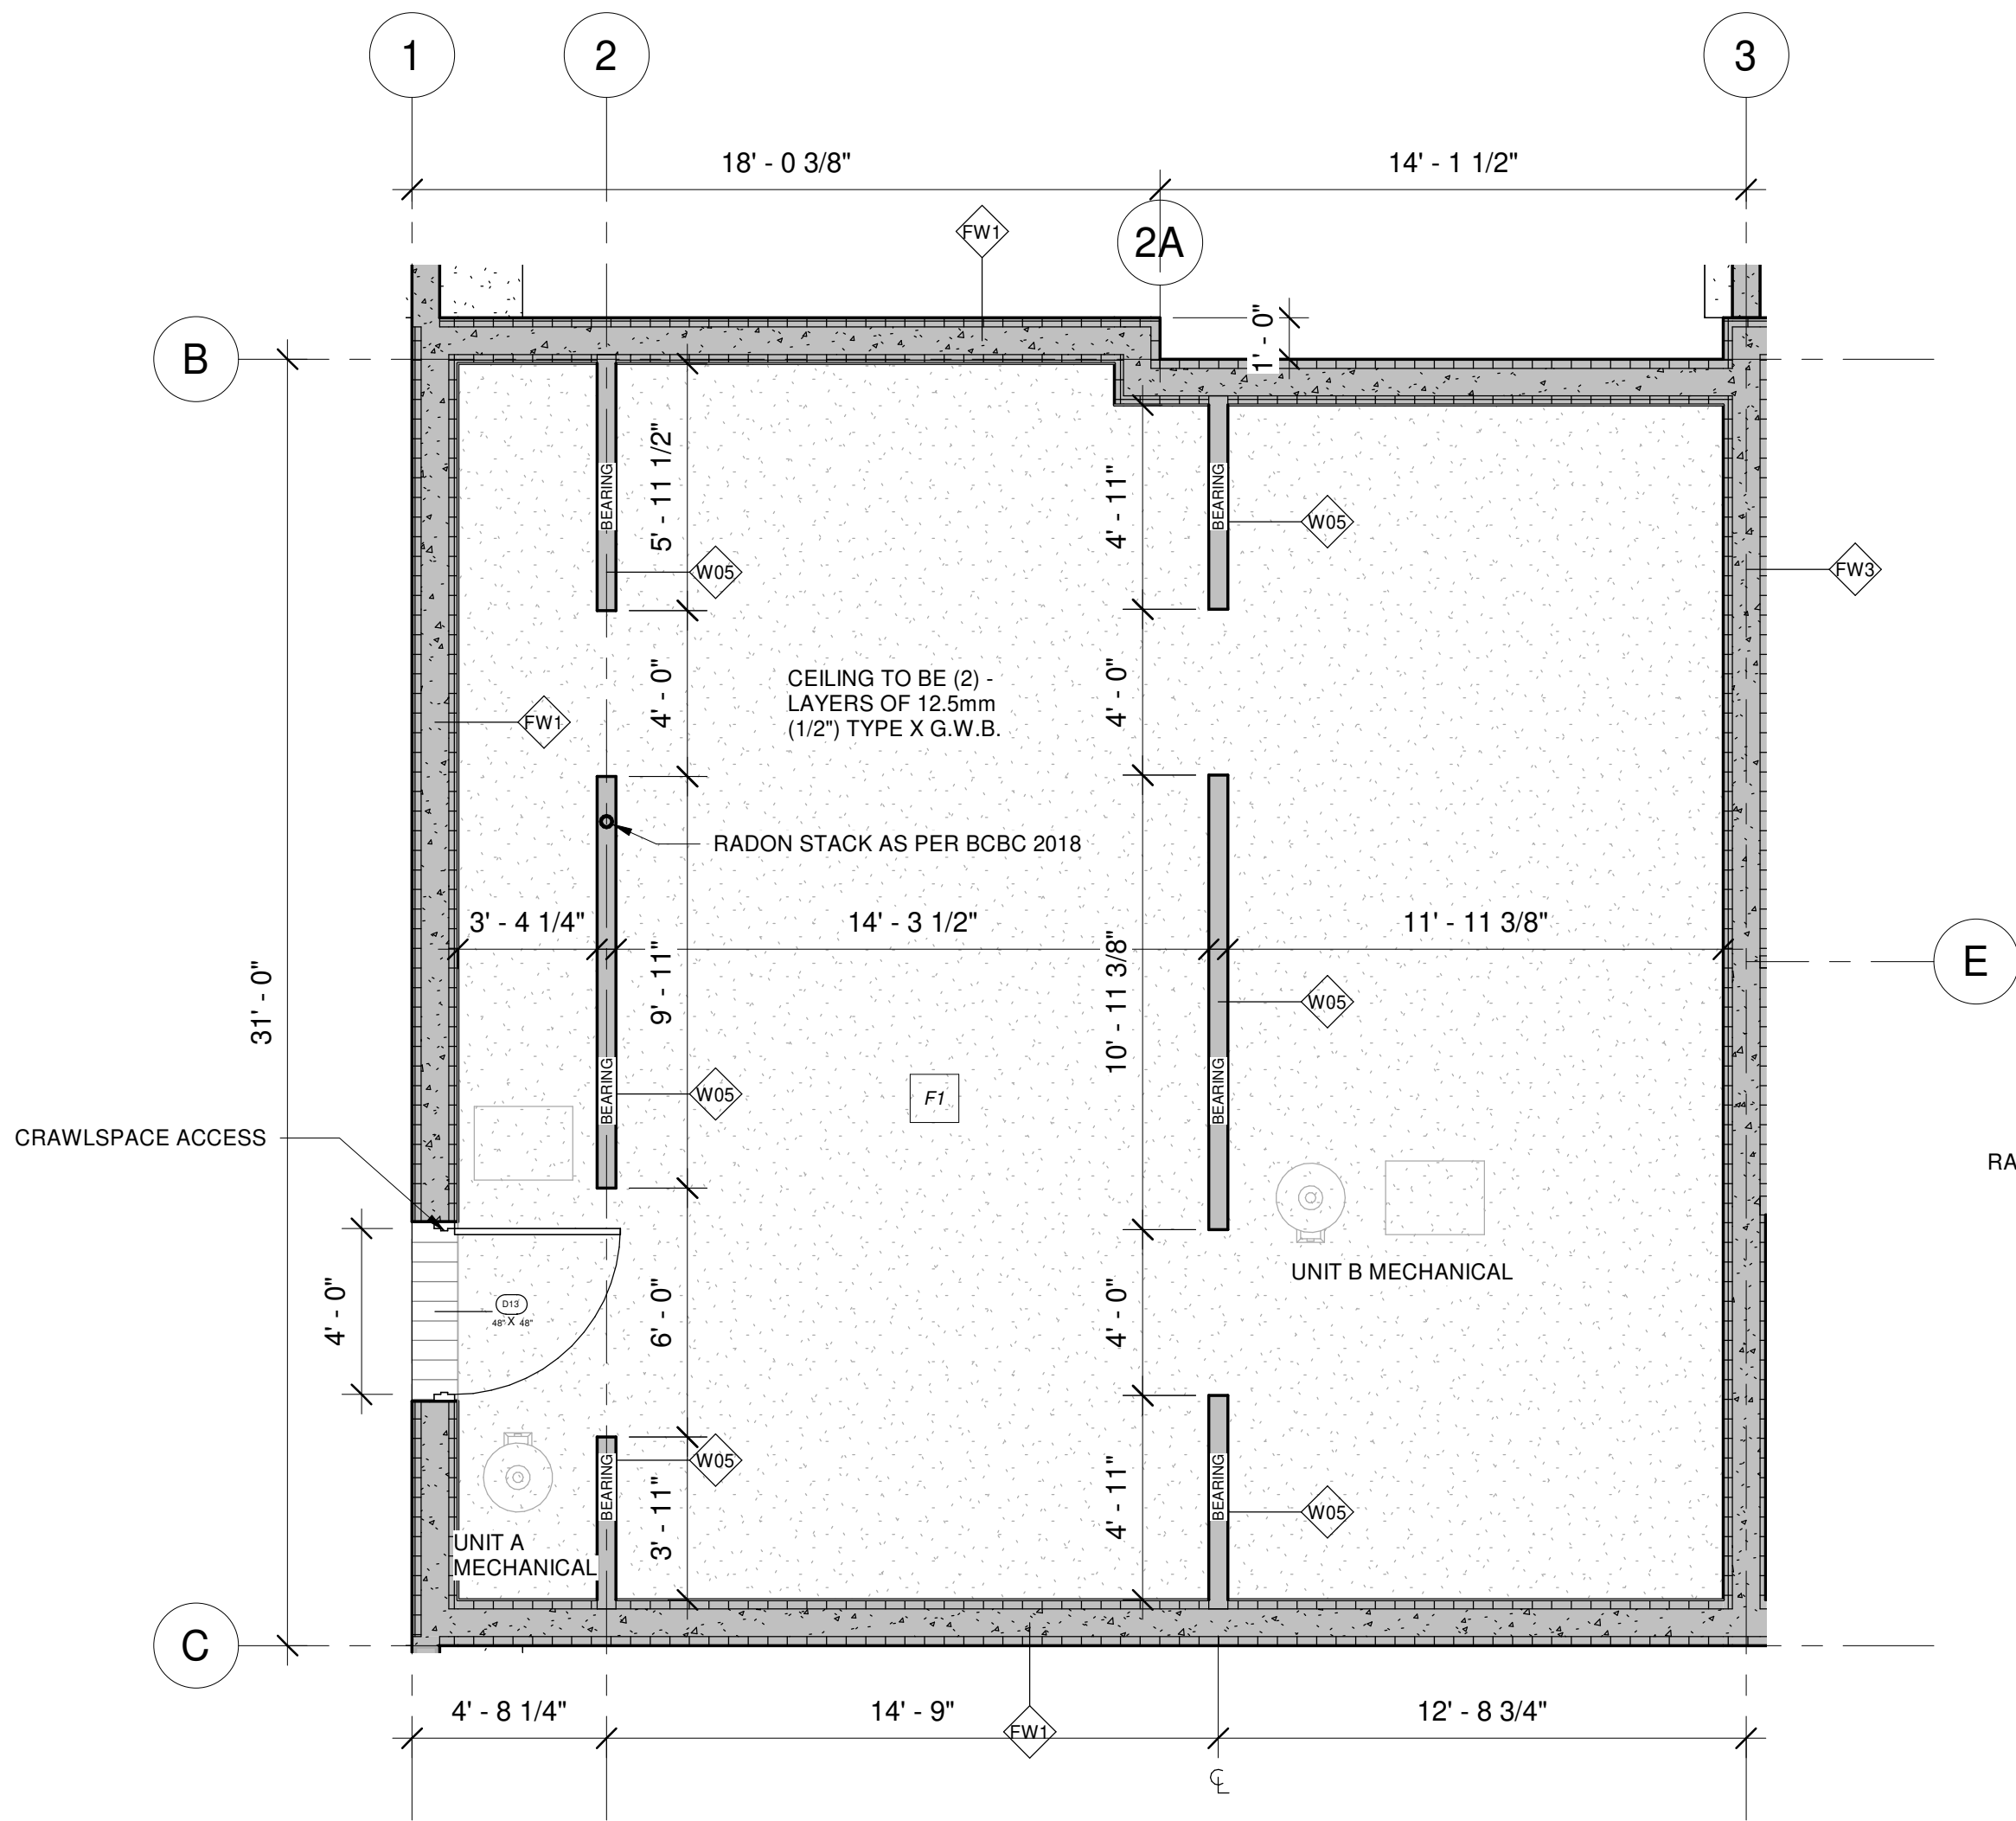 1
2
3
18' - 0 3/8"
14' - 1 1/2"
FW1
2A
1' - 0"
B
5' - 11 1/2"
BEARING
W05
4' - 11"
BEARING
W05
FW3
4' - 0"
FW1
CEILING TO BE (2) -
LAYERS OF 12.5mm
(1/2") TYPE X G.W.B.
4' - 0"
RADON STACK AS PER BCBC 2018
3' - 4 1/4"
14' - 3 1/2"
11' - 11 3/8"
31' - 0"
9' - 11"
10' - 11 3/8"
E
W05
BEARING
W05
F1
BEARING
CRAWLSPACE ACCESS
RA
UNIT B MECHANICAL
4' - 0"
D13
48" X 48"
6' - 0"
4' - 0"
BEARING
W05
3' - 11"
4' - 11"
BEARING
W05
UNIT A
MECHANICAL
C
4' - 8 1/4"
14' - 9"
FW1
12' - 8 3/4"
CL